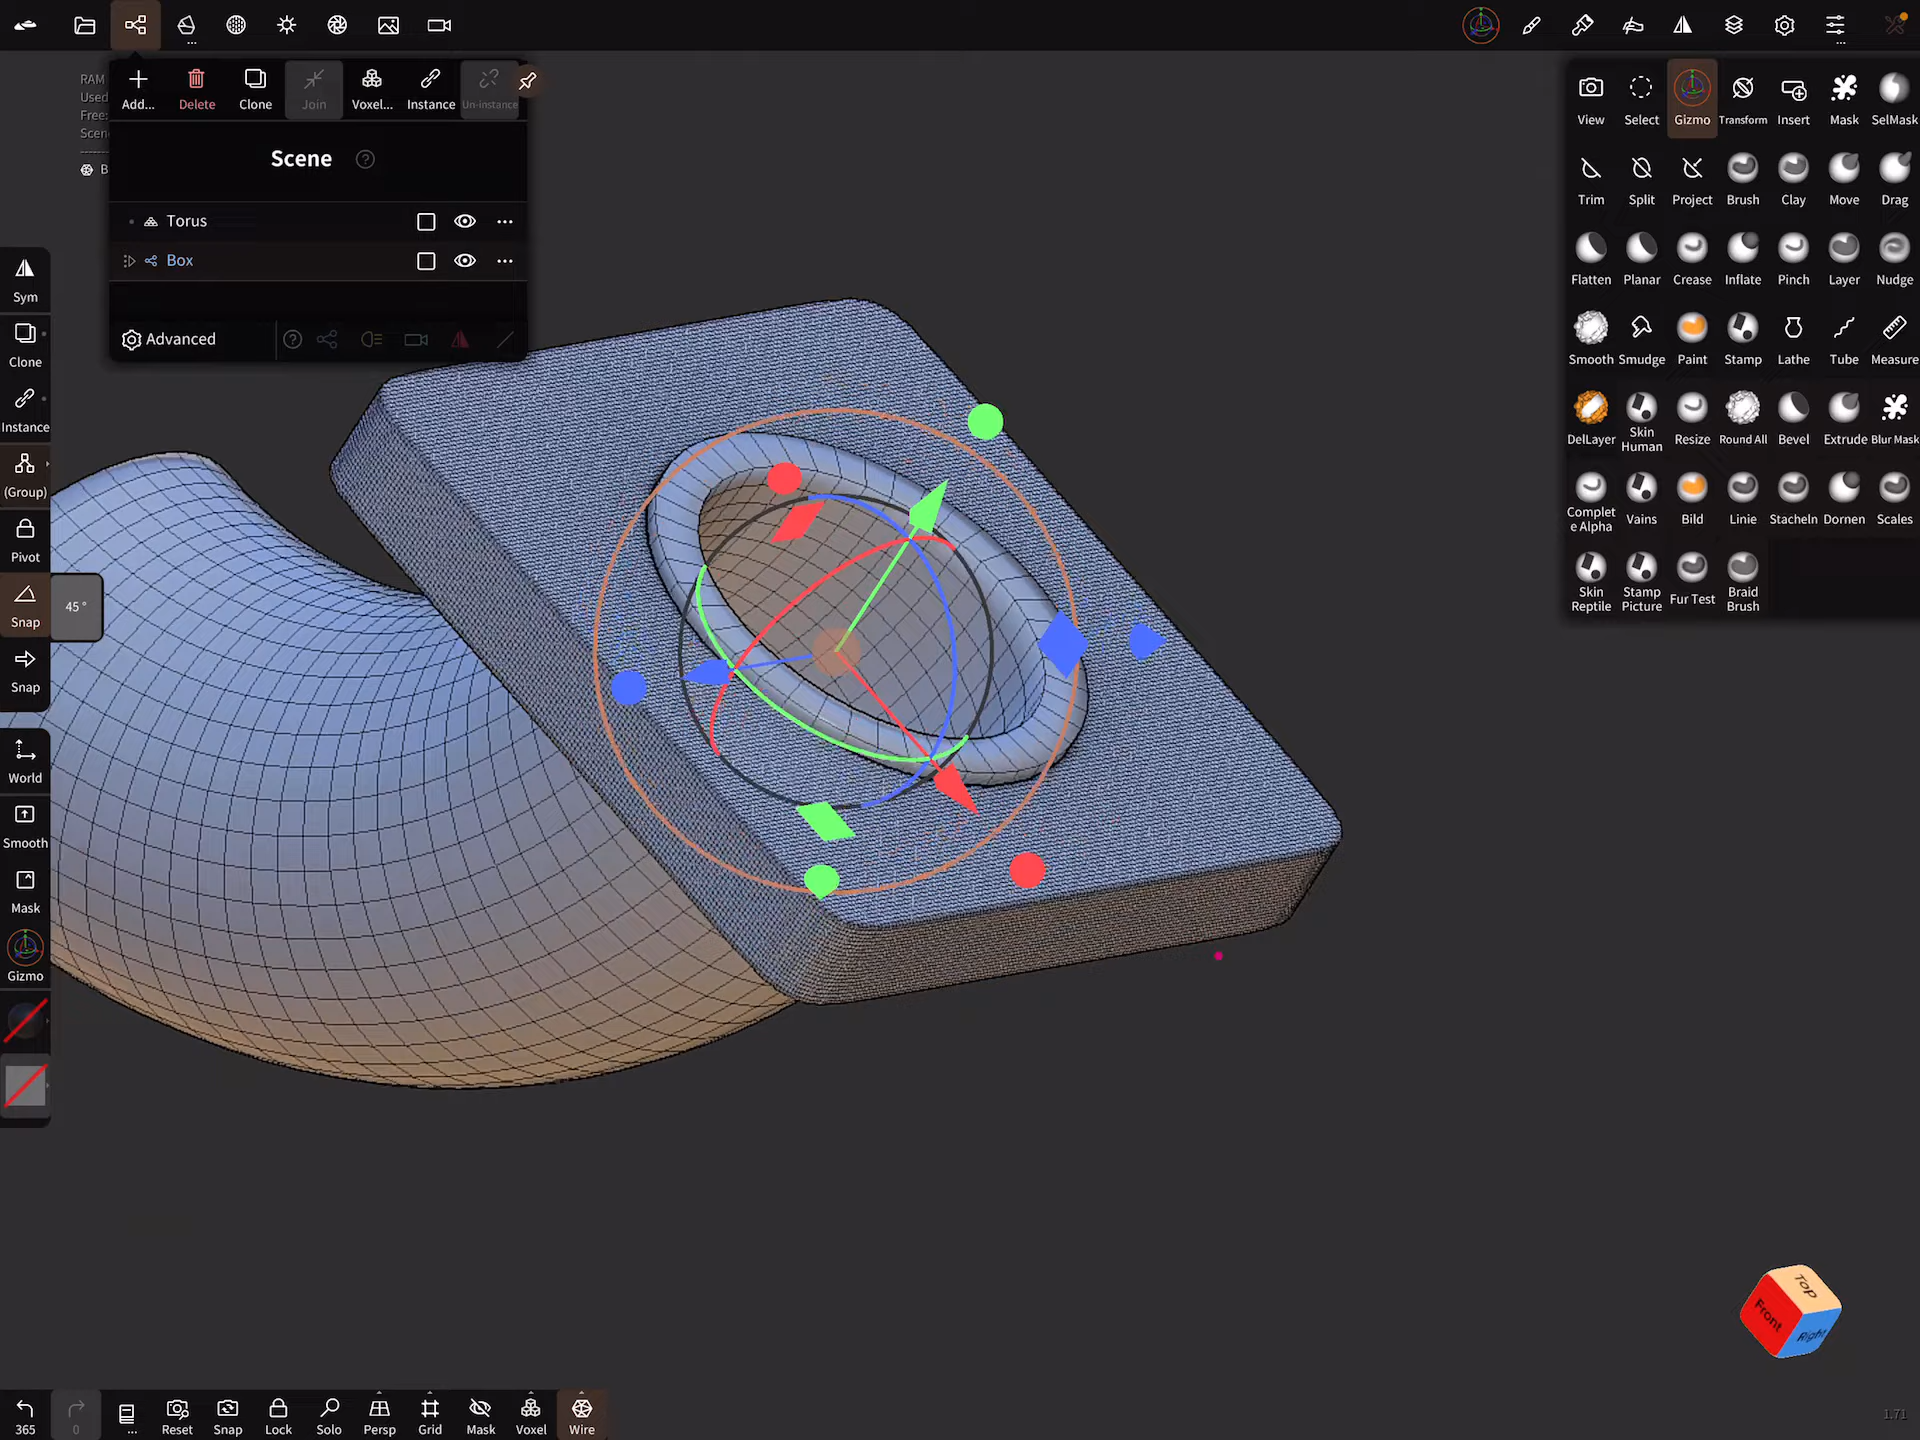 RAM
Used
Free:
Scen
B
Add...
Delete
Clone
Join
Voxel...
Instance
Un-instance
Scene
Torus
Box
Advanced
Sym
Clone
Instance
(Group)
Pivot
Snap
45 °
Snap
World
Smooth
Mask
Gizmo
View Select Gizmo Transform Insert Mask SelMask
Trim Split Project Brush Clay Move Drag
Flatten Planar Crease Inflate Pinch Layer Nudge
Smooth Smudge Paint Stamp Lathe Tube Measure
DelLayer Skin Human Resize Round All Bevel Extrude Blur Mask
Complet e Alpha Vains Bild Linie Stacheln Dornen Scales
Skin Reptile Stamp Picture Fur Test Braid Brush
Top
Front
Right
365
0
...
Reset
Snap
Lock
Solo
Persp
Grid
Mask
Voxel
Wire
1.71